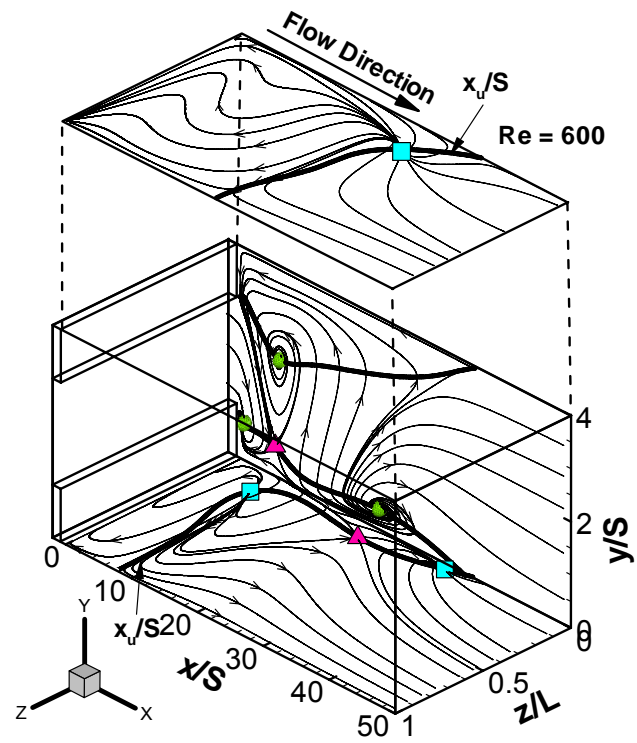 Flow Direction
x_u/S
Re = 600
4
2
y/S
0
0
0
10
x_u/S
20
x/S
30
40
50
1
0.5
z/L
Y
Z
X